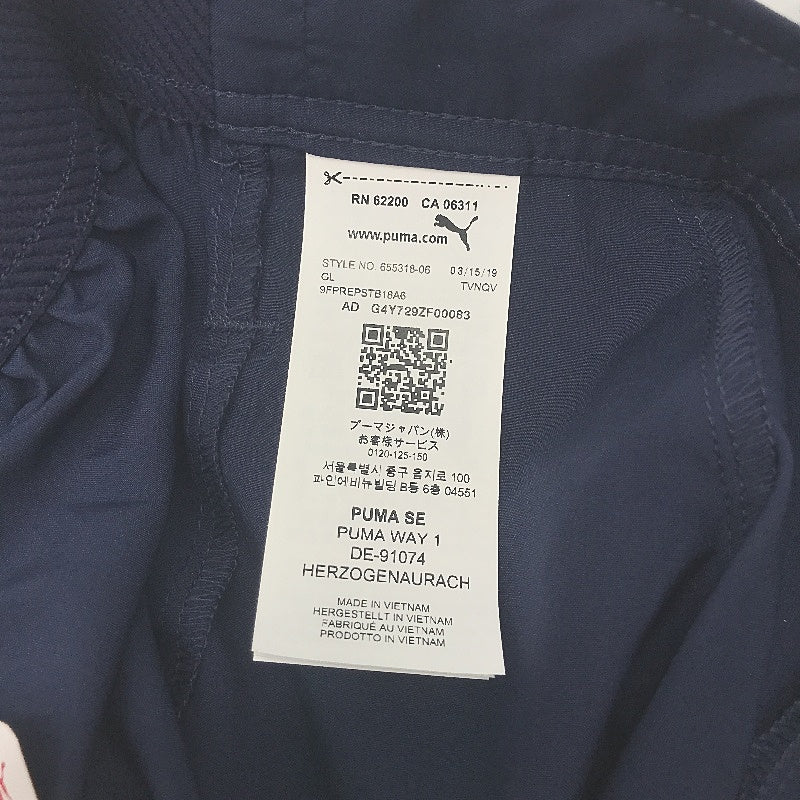 RN 62200 CA 06311
www.puma.com
STYLE NO. 655318-06 03/15/19
GL TVNQV
9FPREPSTB18A6
AD G4Y729ZF00083
プーマジャパン(株)
お客様サービス
0120-125-150
서울특별시 중구 을지로 100
파인에비뉴빌딩 B동 6층 04551
PUMA SE
PUMA WAY 1
DE-91074
HERZOGENAURACH
MADE IN VIETNAM
HERGESTELLT IN VIETNAM
FABRIQUÉ AU VIETNAM
PRODOTTO IN VIETNAM